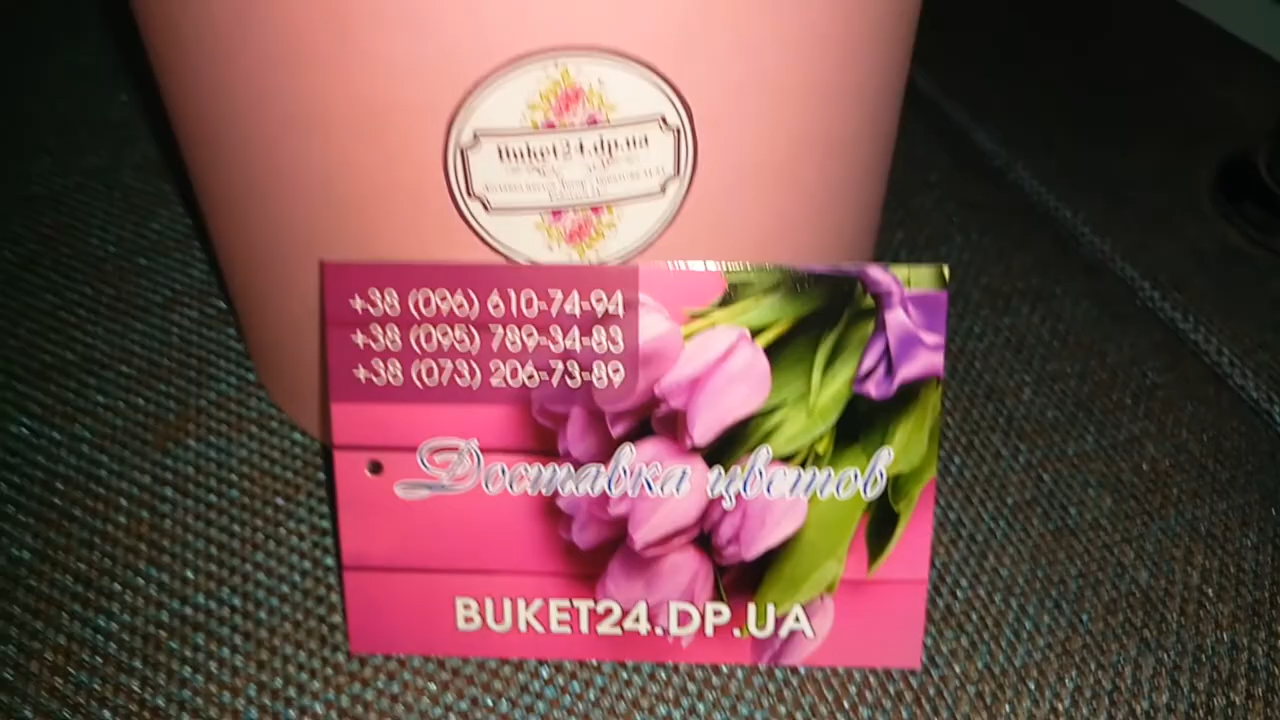 Buket24.dp.ua
+38 (096) 610-74-94
+38 (095) 789-34-83
+38 (073) 206-73-89
Доставка цветов
BUKET24.DP.UA